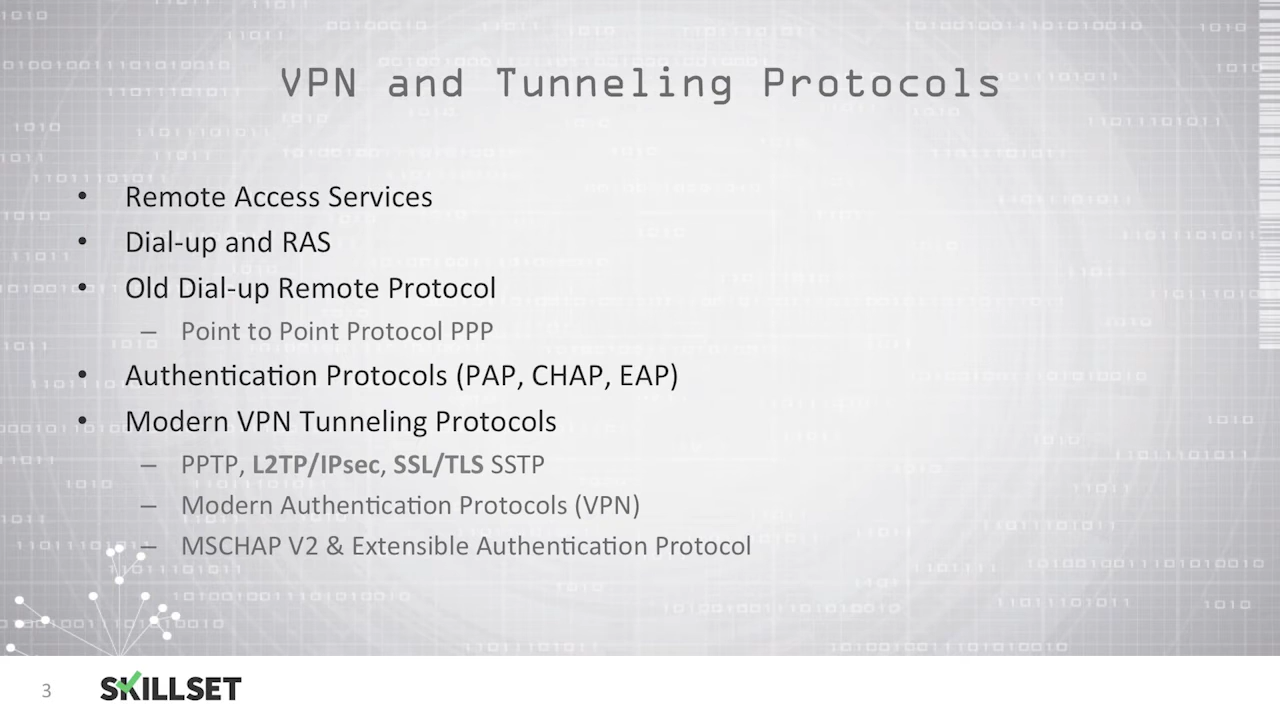 VPN and Tunneling Protocols
• Remote Access Services
• Dial-up and RAS
• Old Dial-up Remote Protocol
– Point to Point Protocol PPP
• Authentication Protocols (PAP, CHAP, EAP)
• Modern VPN Tunneling Protocols
– PPTP, L2TP/IPsec, SSL/TLS SSTP
– Modern Authentication Protocols (VPN)
– MSCHAP V2 & Extensible Authentication Protocol
3
SKILLSET